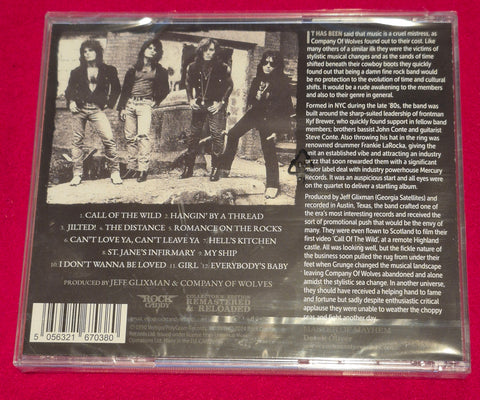 IT HAS BEEN said that music is a cruel mistress, as
Company Of Wolves found out to their cost. Like
many others of a similar ilk they were the victims of
stylistic musical changes and as the sands of time
shifted beneath their cowboy boots they quickly
found out that being a damn fine rock band would
be no protection to the evolution of time and cultural
shifts. It would be a rude awakening to the members
and also to their genre in general.
Formed in NYC during the late '80s, the band was
built around the sharp-suited leadership of frontman
Kyf Brewer, who quickly found support in fellow band
members; brothers bassist John Conte and guitarist
Steve Conte. Also throwing his hat in the ring was
renowned drummer Frankie LaRocka, giving the
unit an established vibe and attracting an industry
buzz that soon rewarded them with a significant
major label deal with industry powerhouse Mercury
Records. It was an auspicious start and all eyes were
on the quartet to deliver a startling album.
Produced by Jeff Glixman (Georgia Satellites) and
recorded in Austin, Texas, the band crafted one of
the era's most interesting records and received the
sort of promotional push that would be the envy of
many. They were even flown to Scotland to film their
first video 'Call Of The Wild', at a remote Highland
castle. All was looking well, but the fickle nature of
the business soon pulled the rug from under their
feet when Grunge changed the musical landscape
leaving Company Of Wolves abandoned and alone
amidst the stylistic sea change. In another universe,
they should have received a helping hand to fame
and fortune but sadly despite enthusiastic critical
applause they were unable to weather the choppy
seas and fight another day.
MASTER OF MAYHEM
Derek Oliver
1. CALL OF THE WILD 2. HANGIN' BY A THREAD
3. JILTED! 4. THE DISTANCE 5. ROMANCE ON THE ROCKS
6. CAN'T LOVE YA, CAN'T LEAVE YA 7. HELL'S KITCHEN
8. ST. JANE'S INFIRMARY 9. MY SHIP
10. I DON'T WANNA BE LOVED 11. GIRL 12. EVERYBODY'S BABY
PRODUCED BY JEFF GLIXMAN & COMPANY OF WOLVES
ROCK CANDY
COLLECTOR'S EDITION
REMASTERED
& RELOADED
5 056321 670380